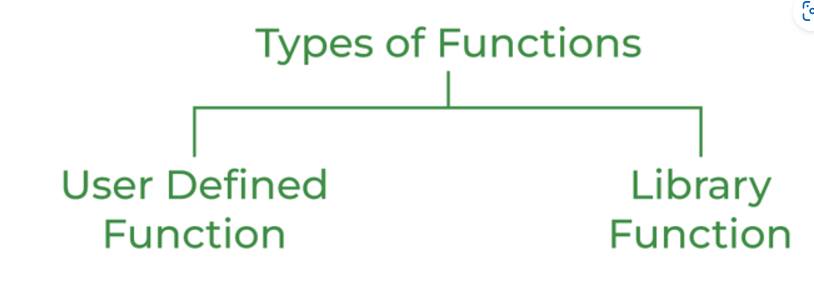 Types of Functions
User Defined
Function
Library
Function